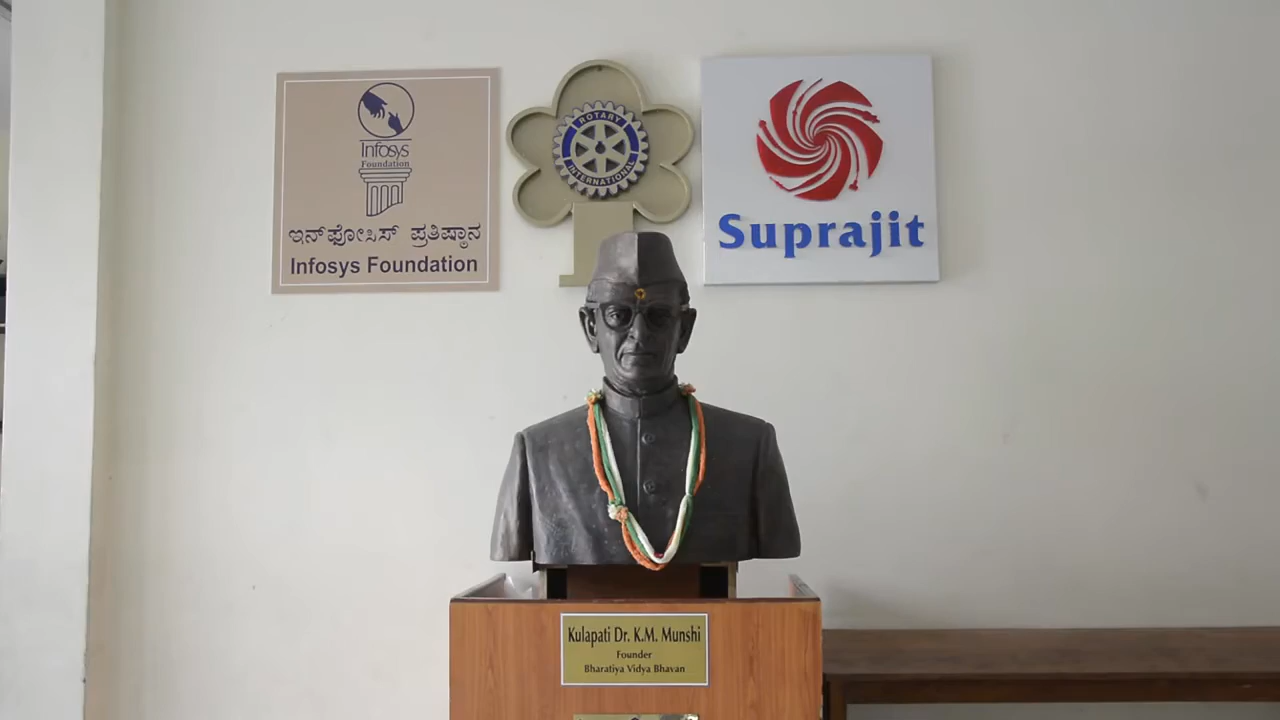 Infosys
Foundation
ಇನ್‌ಫೋಸಿಸ್ ಪ್ರತಿಷ್ಠಾನ
Infosys Foundation
ROTARY
INTERNATIONAL
Suprajit
Kulapati Dr. K.M. Munshi
Founder
Bharatiya Vidya Bhavan